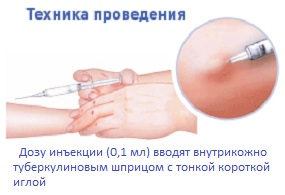 Техника проведения
Дозу инъекции (0,1 мл) вводят внутрикожно
туберкулиновым шприцом с тонкой короткой
иглой